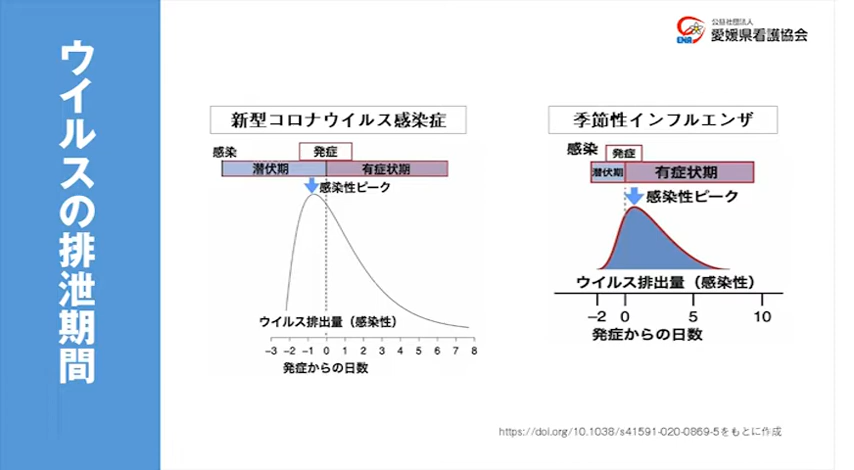 ウイルスの排泄期間
ENA
公益社団法人
愛媛県看護協会
新型コロナウイルス感染症
感染
発症
潜伏期
有症状期
感染性ピーク
ウイルス排出量（感染性）
−3 −2 −1 0 1 2 3 4 5 6 7 8
発症からの日数
季節性インフルエンザ
感染
発症
潜伏期
有症状期
感染性ピーク
ウイルス排出量（感染性）
−2 0 5 10
発症からの日数
https://doi.org/10.1038/s41591-020-0869-5をもとに作成